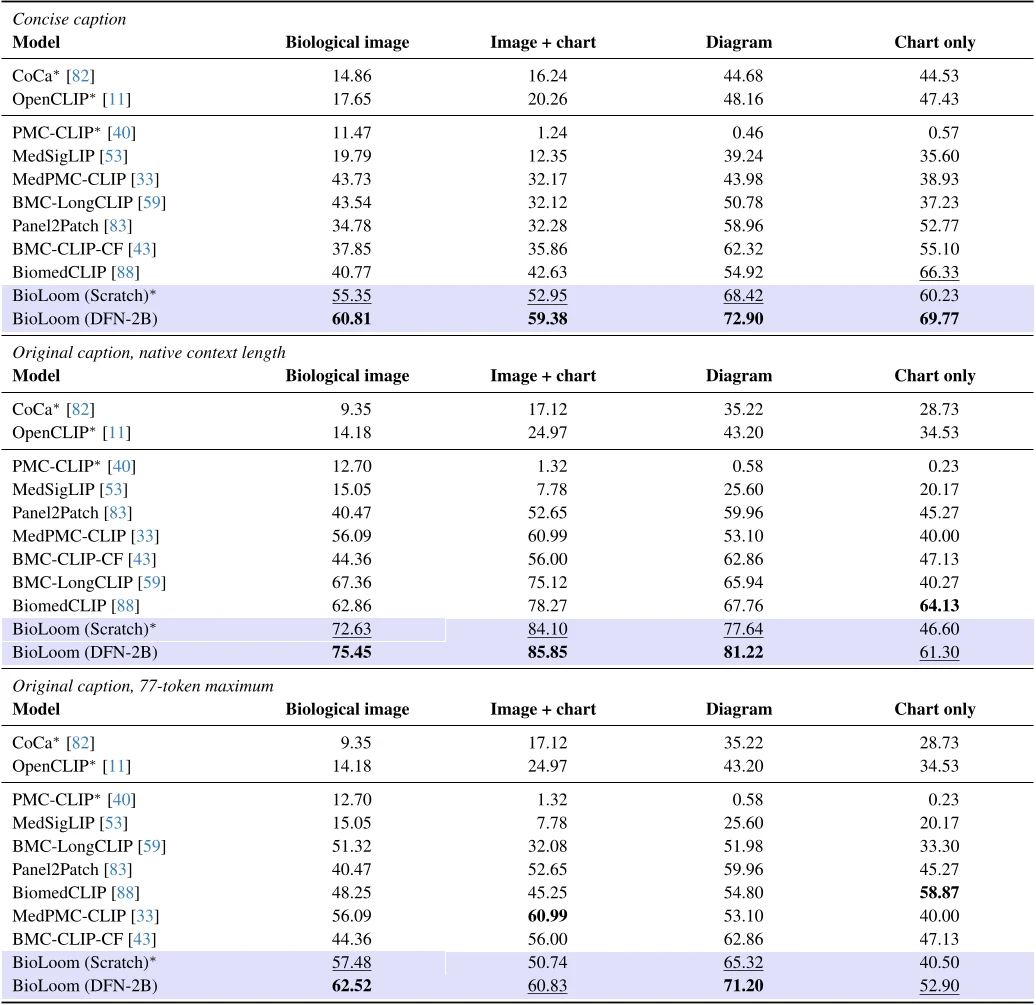 Concise caption
Model Biological image Image + chart Diagram Chart only
CoCa* [82] 14.86 16.24 44.68 44.53
OpenCLIP* [11] 17.65 20.26 48.16 47.43
PMC-CLIP* [40] 11.47 1.24 0.46 0.57
MedSigLIP [53] 19.79 12.35 39.24 35.60
MedPMC-CLIP [33] 43.73 32.17 43.98 38.93
BMC-LongCLIP [59] 43.54 32.12 50.78 37.23
Panel2Patch [83] 34.78 32.28 58.96 52.77
BMC-CLIP-CF [43] 37.85 35.86 62.32 55.10
BiomedCLIP [88] 40.77 42.63 54.92 66.33
BioLoom (Scratch)* 55.35 52.95 68.42 60.23
BioLoom (DFN-2B) 60.81 59.38 72.90 69.77
Original caption, native context length
Model Biological image Image + chart Diagram Chart only
CoCa* [82] 9.35 17.12 35.22 28.73
OpenCLIP* [11] 14.18 24.97 43.20 34.53
PMC-CLIP* [40] 12.70 1.32 0.58 0.23
MedSigLIP [53] 15.05 7.78 25.60 20.17
Panel2Patch [83] 40.47 52.65 59.96 45.27
MedPMC-CLIP [33] 56.09 60.99 53.10 40.00
BMC-CLIP-CF [43] 44.36 56.00 62.86 47.13
BMC-LongCLIP [59] 67.36 75.12 65.94 40.27
BiomedCLIP [88] 62.86 78.27 67.76 64.13
BioLoom (Scratch)* 72.63 84.10 77.64 46.60
BioLoom (DFN-2B) 75.45 85.85 81.22 61.30
Original caption, 77-token maximum
Model Biological image Image + chart Diagram Chart only
CoCa* [82] 9.35 17.12 35.22 28.73
OpenCLIP* [11] 14.18 24.97 43.20 34.53
PMC-CLIP* [40] 12.70 1.32 0.58 0.23
MedSigLIP [53] 15.05 7.78 25.60 20.17
BMC-LongCLIP [59] 51.32 32.08 51.98 33.30
Panel2Patch [83] 40.47 52.65 59.96 45.27
BiomedCLIP [88] 48.25 45.25 54.80 58.87
MedPMC-CLIP [33] 56.09 60.99 53.10 40.00
BMC-CLIP-CF [43] 44.36 56.00 62.86 47.13
BioLoom (Scratch)* 57.48 50.74 65.32 40.50
BioLoom (DFN-2B) 62.52 60.83 71.20 52.90